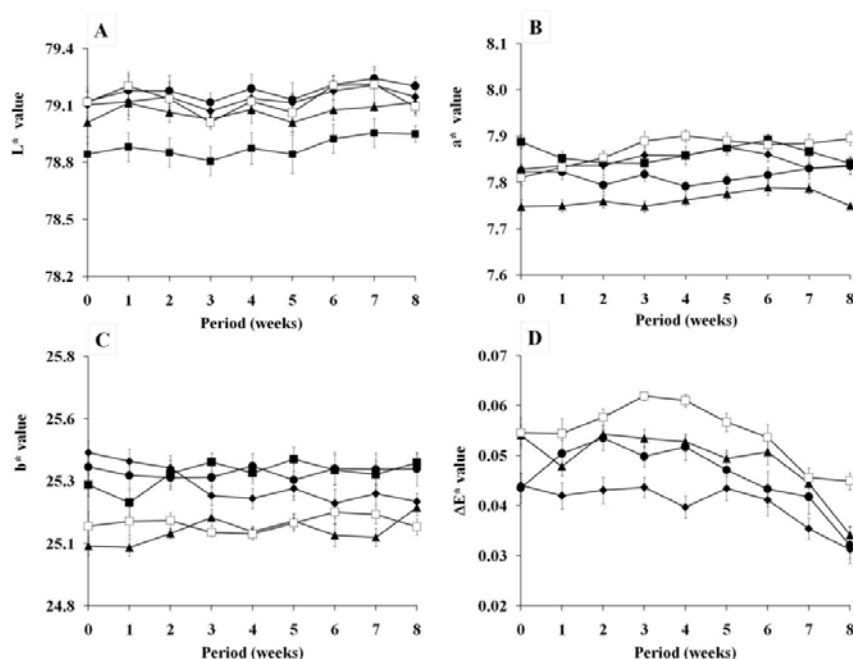 A
B
79.4
79.1
78.8
78.5
78.2
L* value
0 1 2 3 4 5 6 7 8
Period (weeks)
8.1
8.0
7.9
7.8
7.7
7.6
a* value
0 1 2 3 4 5 6 7 8
Period (weeks)
C
D
25.8
25.6
25.3
25.1
24.8
b* value
0 1 2 3 4 5 6 7 8
Period (weeks)
0.07
0.06
0.05
0.04
0.03
0.02
ΔE* value
0 1 2 3 4 5 6 7 8
Period (weeks)